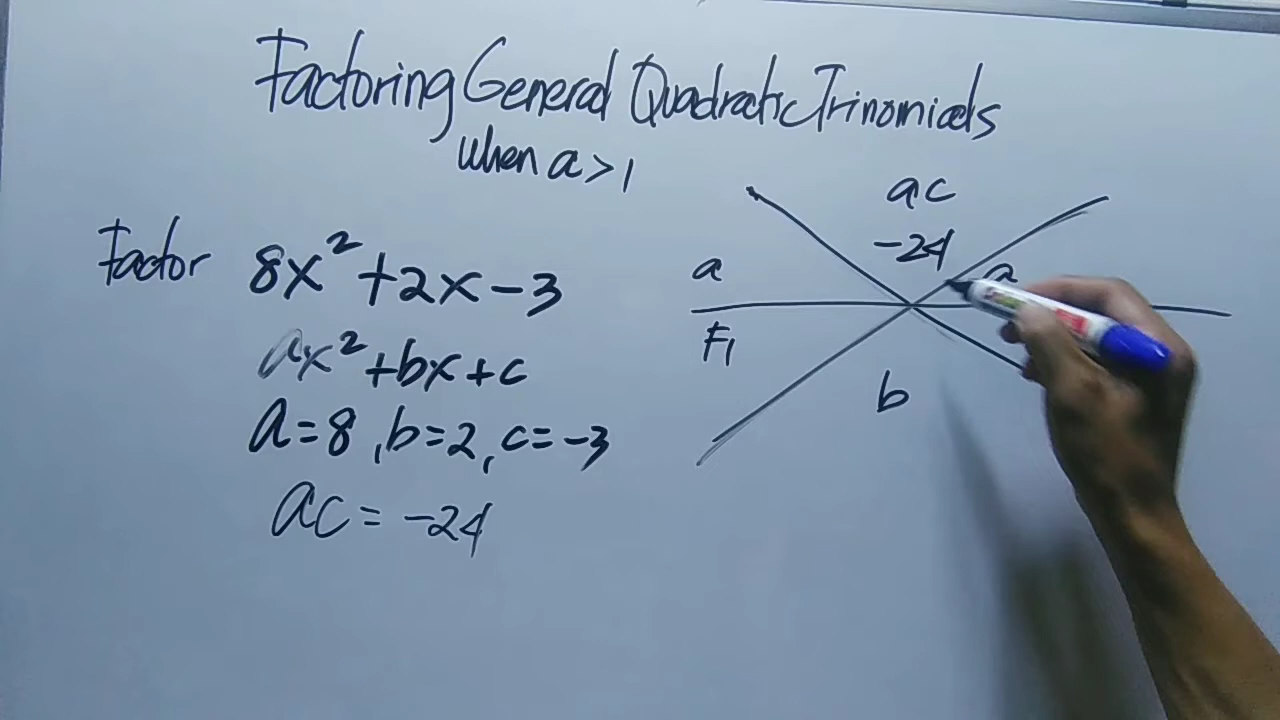 Factoring General Quadratic Trinomials
when a > 1
ac
-24
Factor 8x² + 2x - 3
a
a
ax² + bx + c
F₁
b
a = 8, b = 2, c = -3
ac = -24